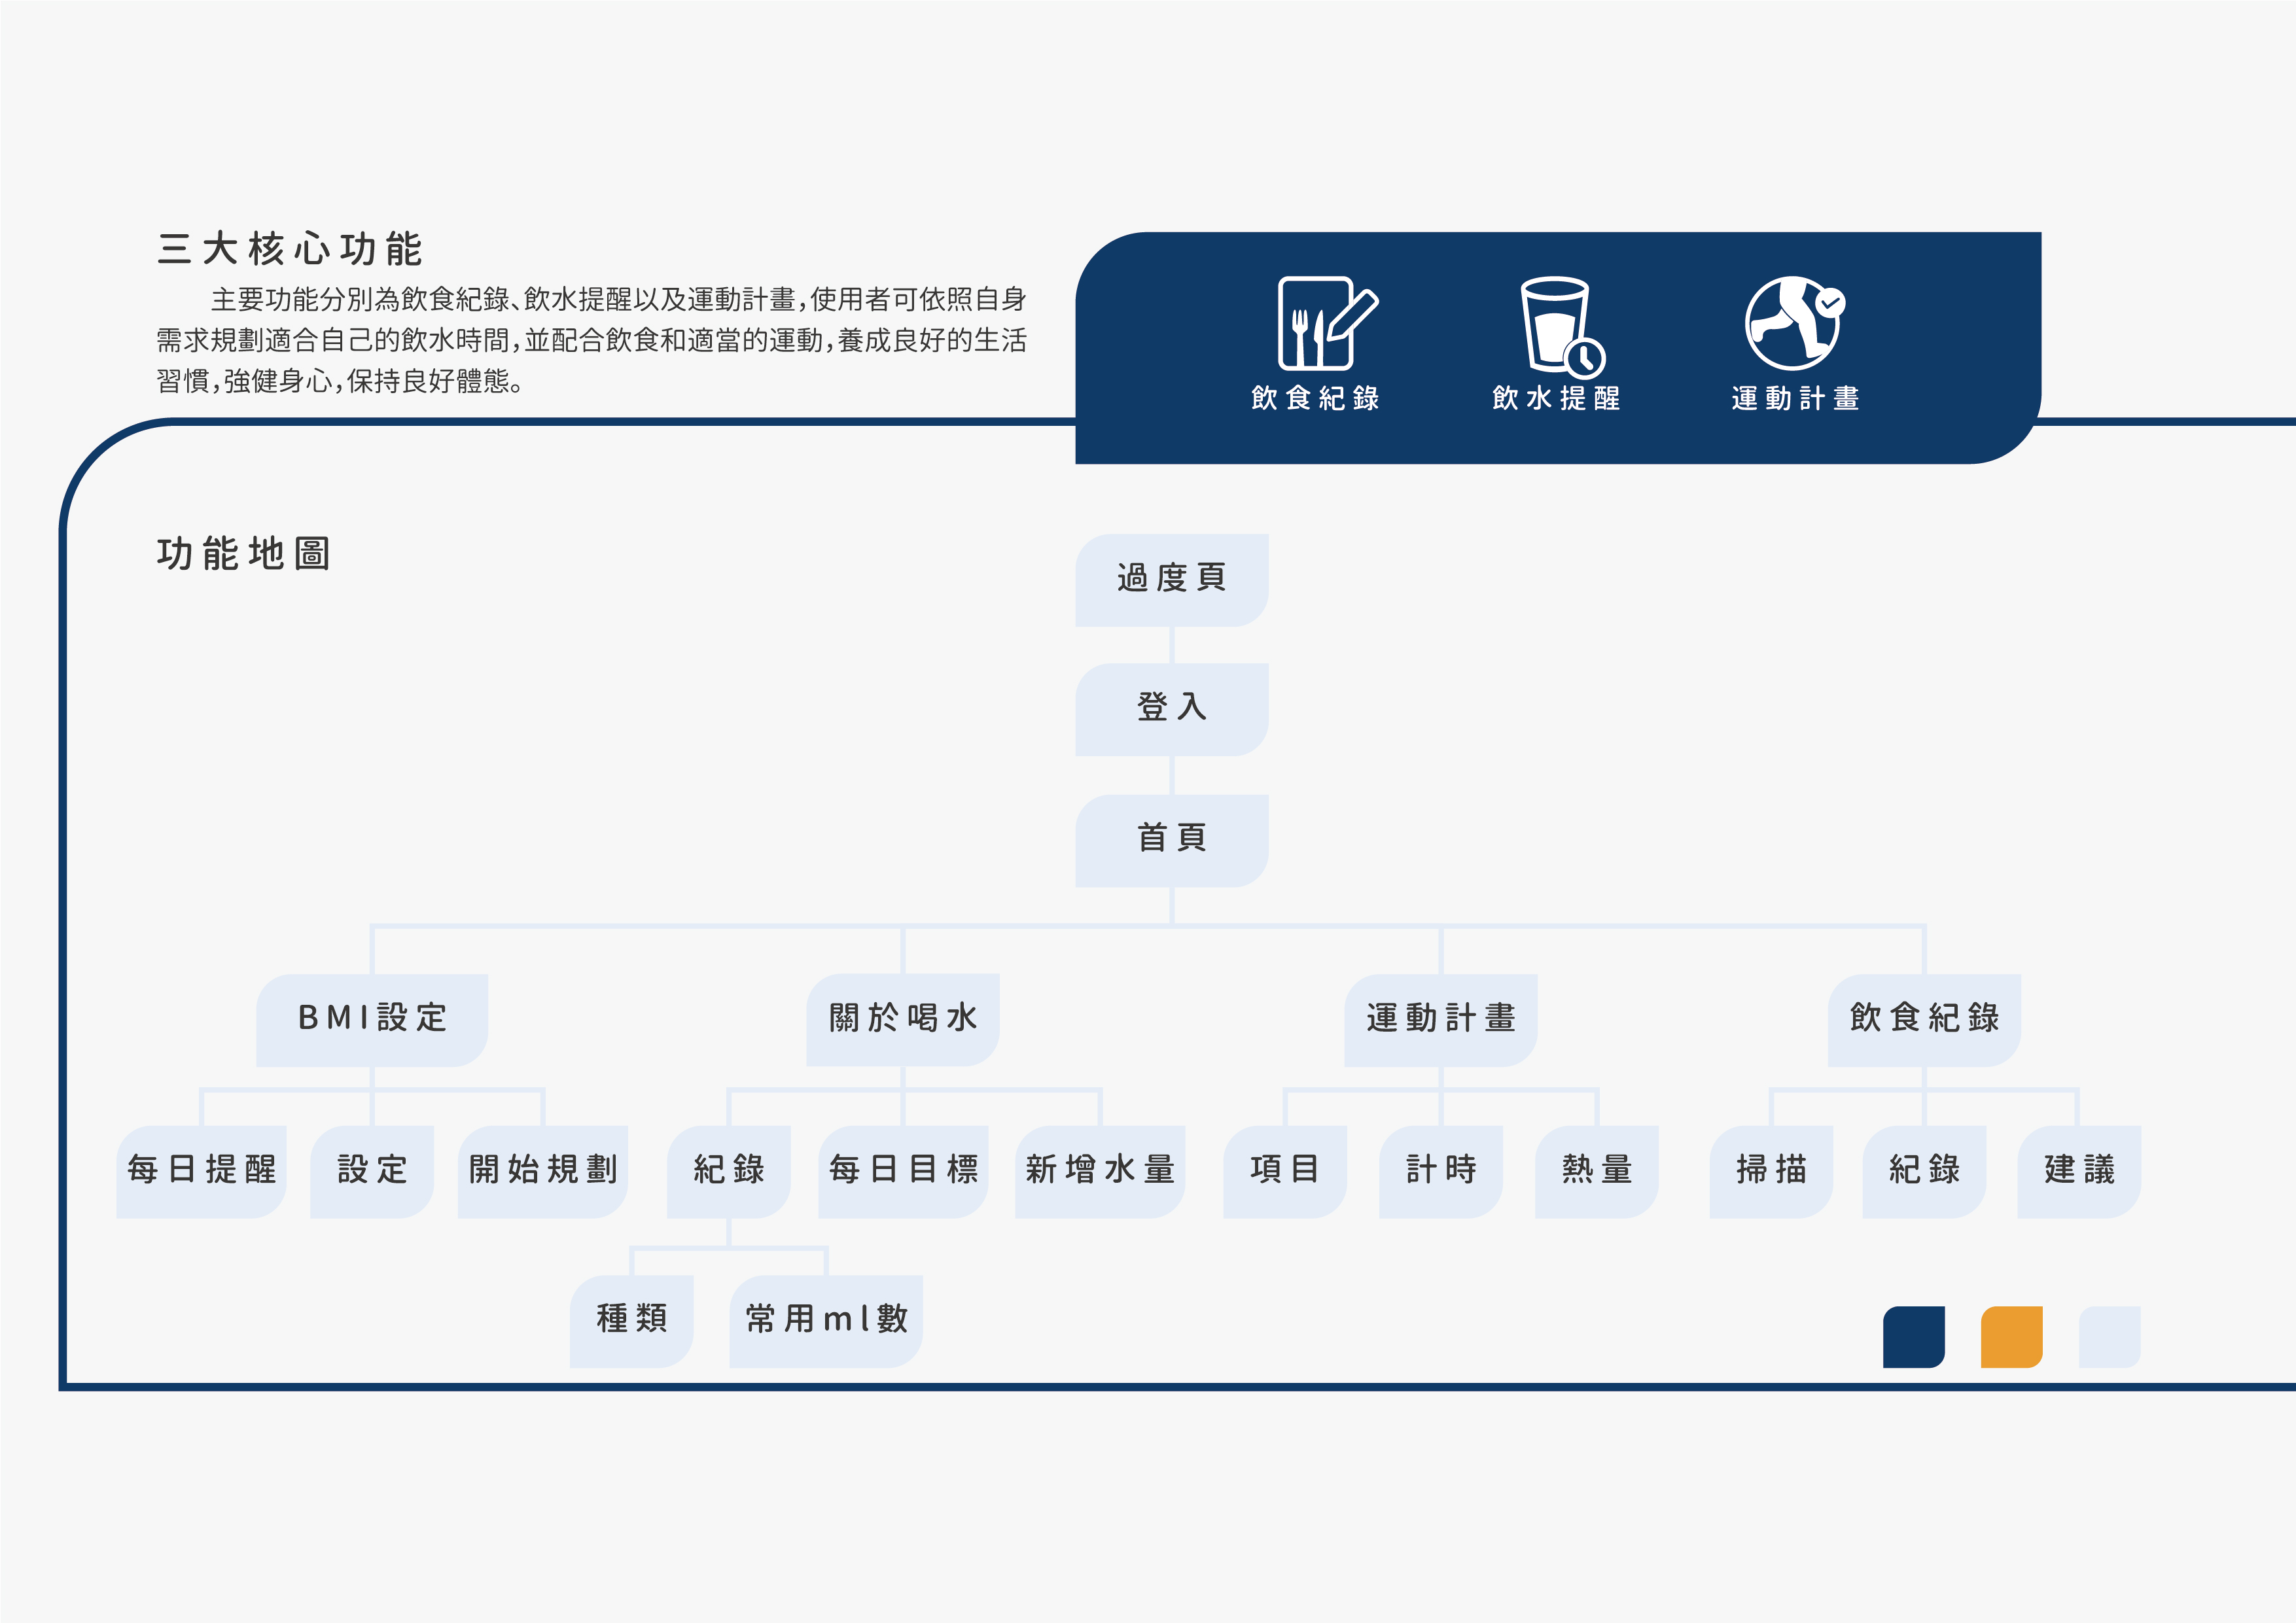 三大核心功能
主要功能分別為飲食紀錄、飲水提醒以及運動計畫,使用者可依照自身
需求規劃適合自己的飲水時間,並配合飲食和適當的運動,養成良好的生活
習慣,強健身心,保持良好體態。
飲食紀錄
飲水提醒
運動計畫
功能地圖
過度頁
登入
首頁
BMI設定
關於喝水
運動計畫
飲食紀錄
每日提醒
設定
開始規劃
紀錄
每日目標
新增水量
項目
計時
熱量
掃描
紀錄
建議
種類
常用ml數